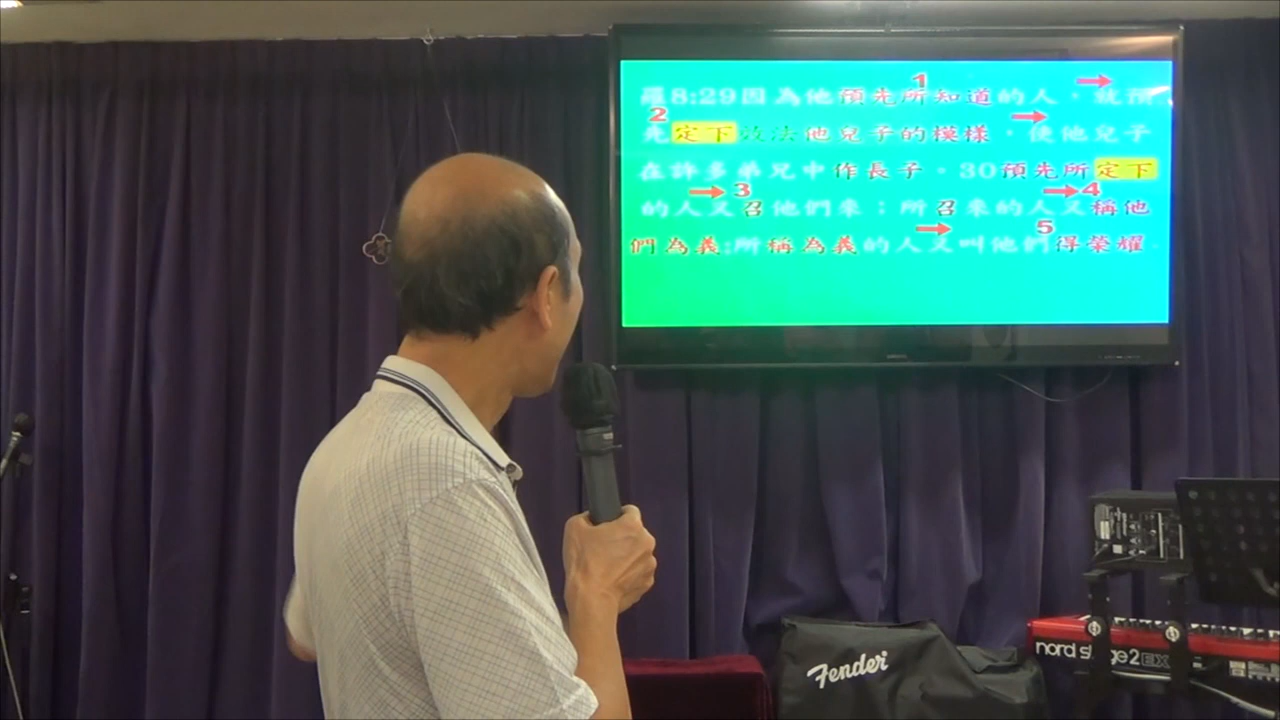 1
羅8:29因為他預先所知道的人,就預
2
先定下效法他兒子的模樣,使他兒子
在許多弟兄中作長子。30預先所定下
3 4
的人又召他們來;所召來的人又稱他
5
們為義;所稱為義的人又叫他們得榮耀
Fender
nord stage 2 EX